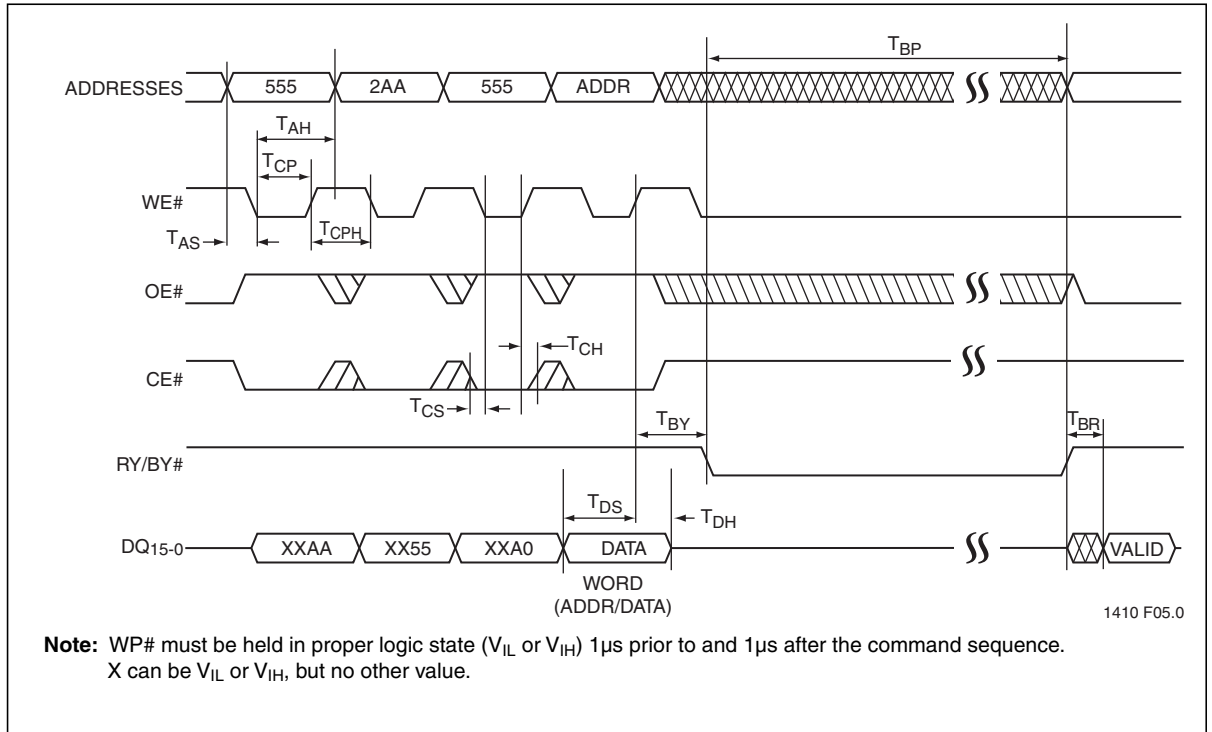 T_BP
ADDRESSES 555 2AA 555 ADDR
T_AH
T_CP
WE#
T_AS T_CPH
OE#
T_CH
CE#
T_CS
T_BY T_BR
RY/BY#
T_DS T_DH
DQ15-0 XXAA XX55 XXA0 DATA VALID
WORD
(ADDR/DATA)
1410 F05.0
Note: WP# must be held in proper logic state (V_IL or V_IH) 1µs prior to and 1µs after the command sequence.
X can be V_IL or V_IH, but no other value.